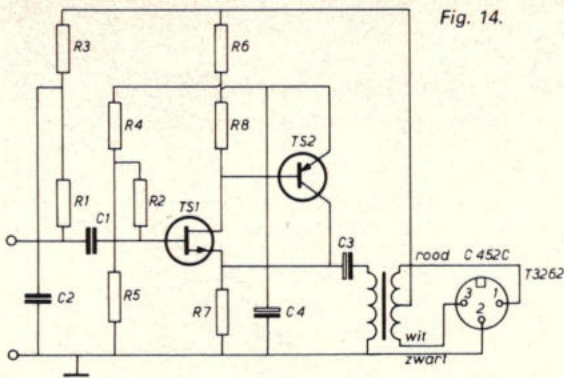 Fig. 14.
R3
R6
R4
R8
TS2
R1
C1
R2
TS1
C3
rood C 452C
T3262
C2
R5
R7
C4
3
1
2
wit
zwart